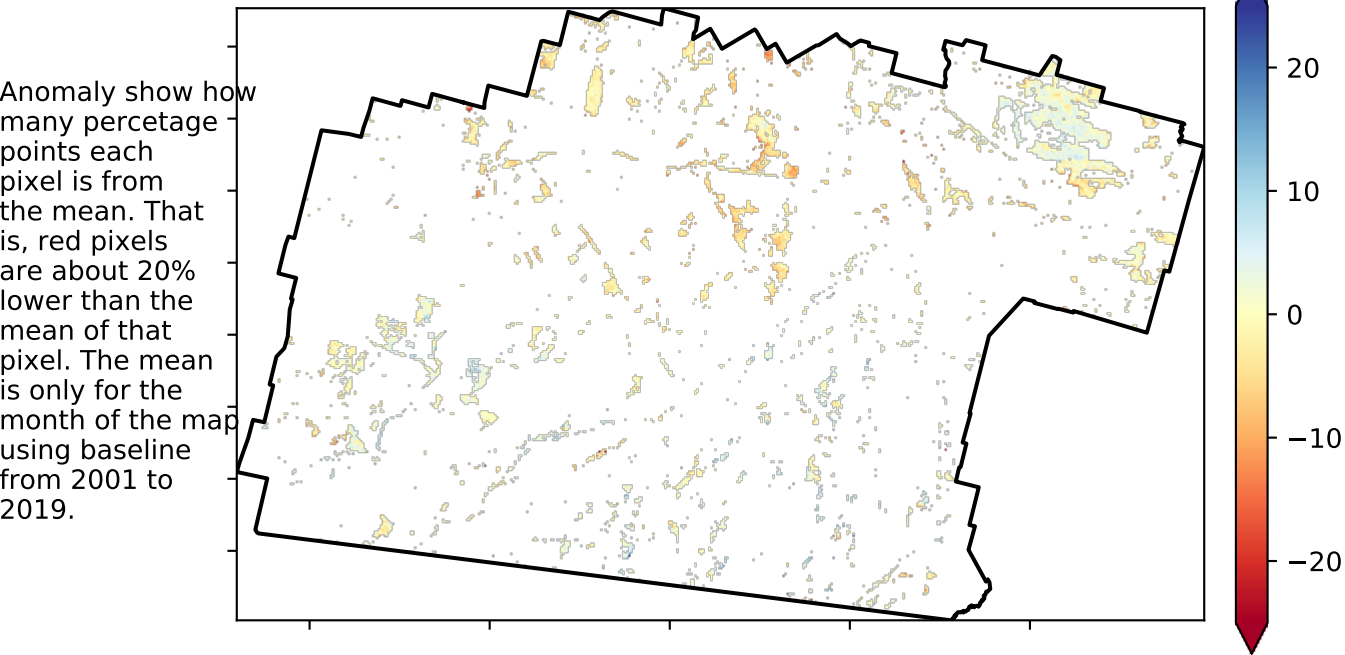 Anomaly show how
many percetage
points each
pixel is from
the mean. That
is, red pixels
are about 20%
lower than the
mean of that
pixel. The mean
is only for the
month of the map
using baseline
from 2001 to
2019.
20
10
0
−10
−20